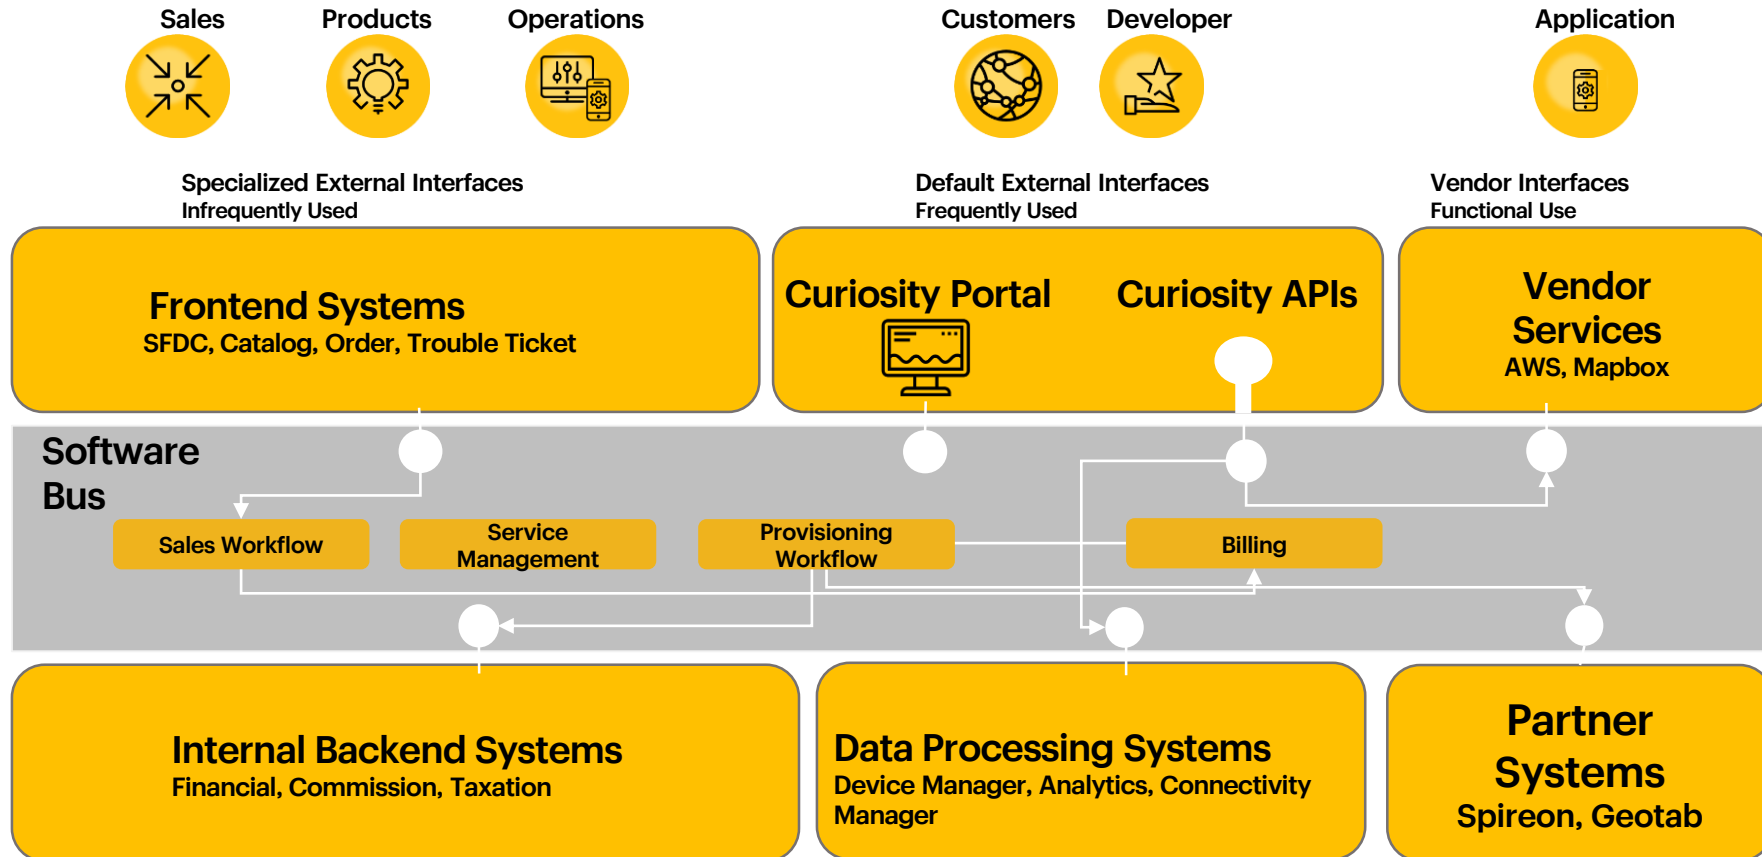 Sales
Products
Operations
Customers
Developer
Application
Specialized External Interfaces
Infrequently Used
Default External Interfaces
Frequently Used
Vendor Interfaces
Functional Use
Frontend Systems
SFDC, Catalog, Order, Trouble Ticket
Curiosity Portal
Curiosity APIs
Vendor
Services
AWS, Mapbox
Software
Bus
Sales Workflow
Service
Management
Provisioning
Workflow
Billing
Internal Backend Systems
Financial, Commission, Taxation
Data Processing Systems
Device Manager, Analytics, Connectivity
Manager
Partner
Systems
Spireon, Geotab